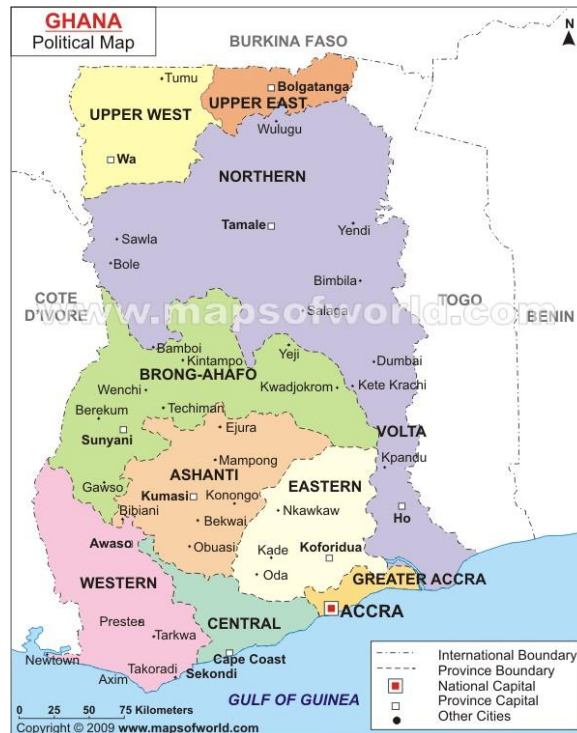 GHANA
Political Map
BURKINA FASO
N
Tumu
Bolgatanga
UPPER EAST
UPPER WEST
Wulugu
Wa
NORTHERN
Tamale
Yendi
Sawla
Bole
Bimbila
COTE
D'IVORE
TOGO
BENIN
www.mapsofworld.com
Salaga
Bamboi
Yeji
Kintampo
Dumbai
BRONG-AHAFO
Wenchi
Kwadjokrom
Kete Krachi
Berekum
Techiman
Sunyani
Ejura
VOLTA
Mampong
Kpandu
ASHANTI
EASTERN
Gawso
Kumasi
Konongo
Bibiani
Nkawkaw
Bekwai
Ho
Awaso
Obuasi
Kade
Koforidua
Oda
WESTERN
GREATER ACCRA
Prestea
CENTRAL
ACCRA
Tarkwa
Newtown
Cape Coast
Takoradi
Sekondi
Axim
GULF OF GUINEA
International Boundary
Province Boundary
National Capital
Province Capital
Other Cities
0 25 50 75 Kilometers
Copyright © 2009 www.mapsofworld.com